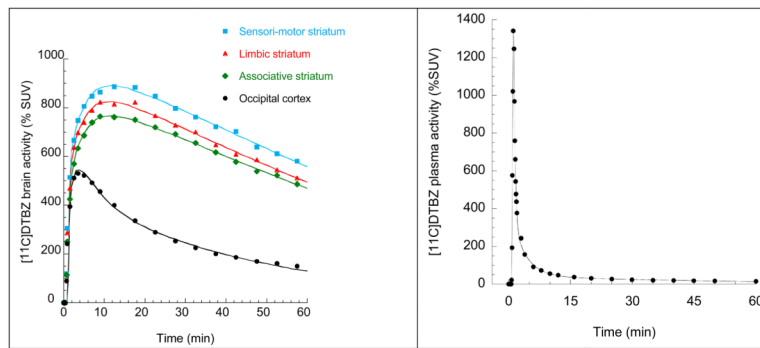 Sensori-motor striatum
Limbic striatum
Associative striatum
Occipital cortex
[11C]DTBZ brain activity (% SUV)
1000
800
600
400
200
0
0 10 20 30 40 50 60
Time (min)
[11C]DTBZ plasma activity (%SUV)
1400
1200
1000
800
600
400
200
0
0 15 30 45 60
Time (min)